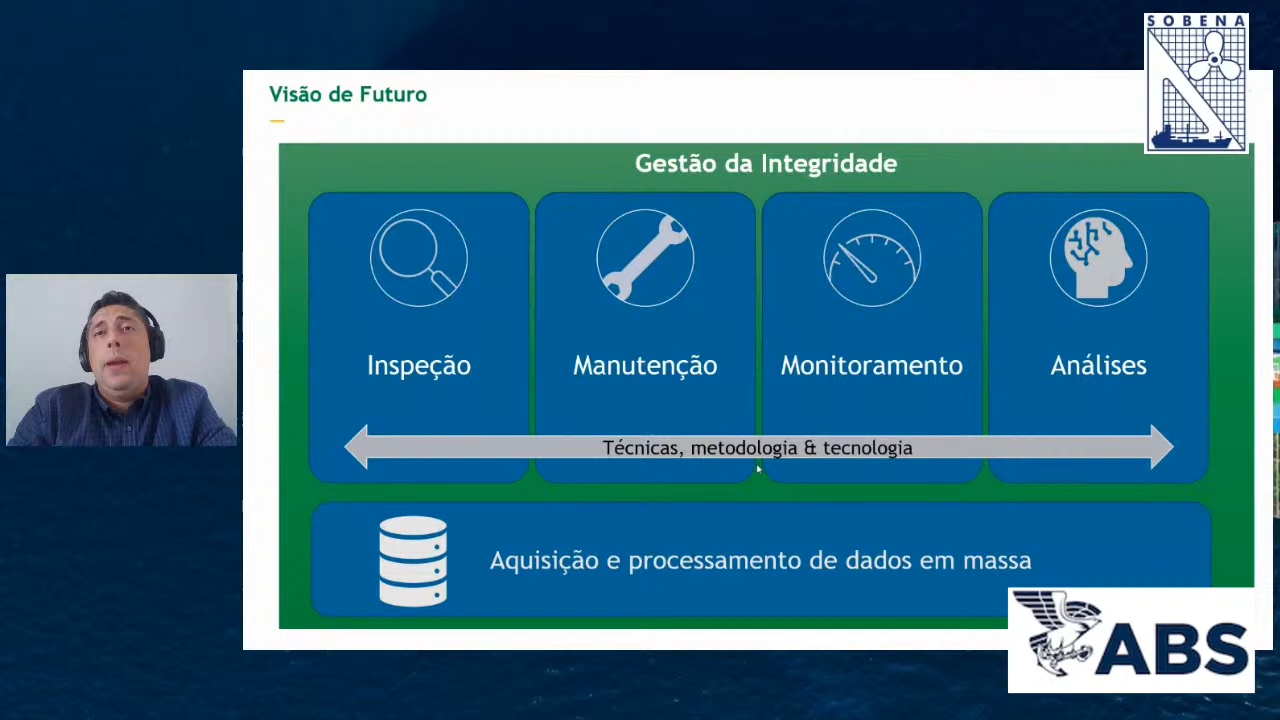 SOBENA
Visão de Futuro
Gestão da Integridade
Inspeção
Manutenção
Monitoramento
Análises
Técnicas, metodologia & tecnologia
Aquisição e processamento de dados em massa
ABS